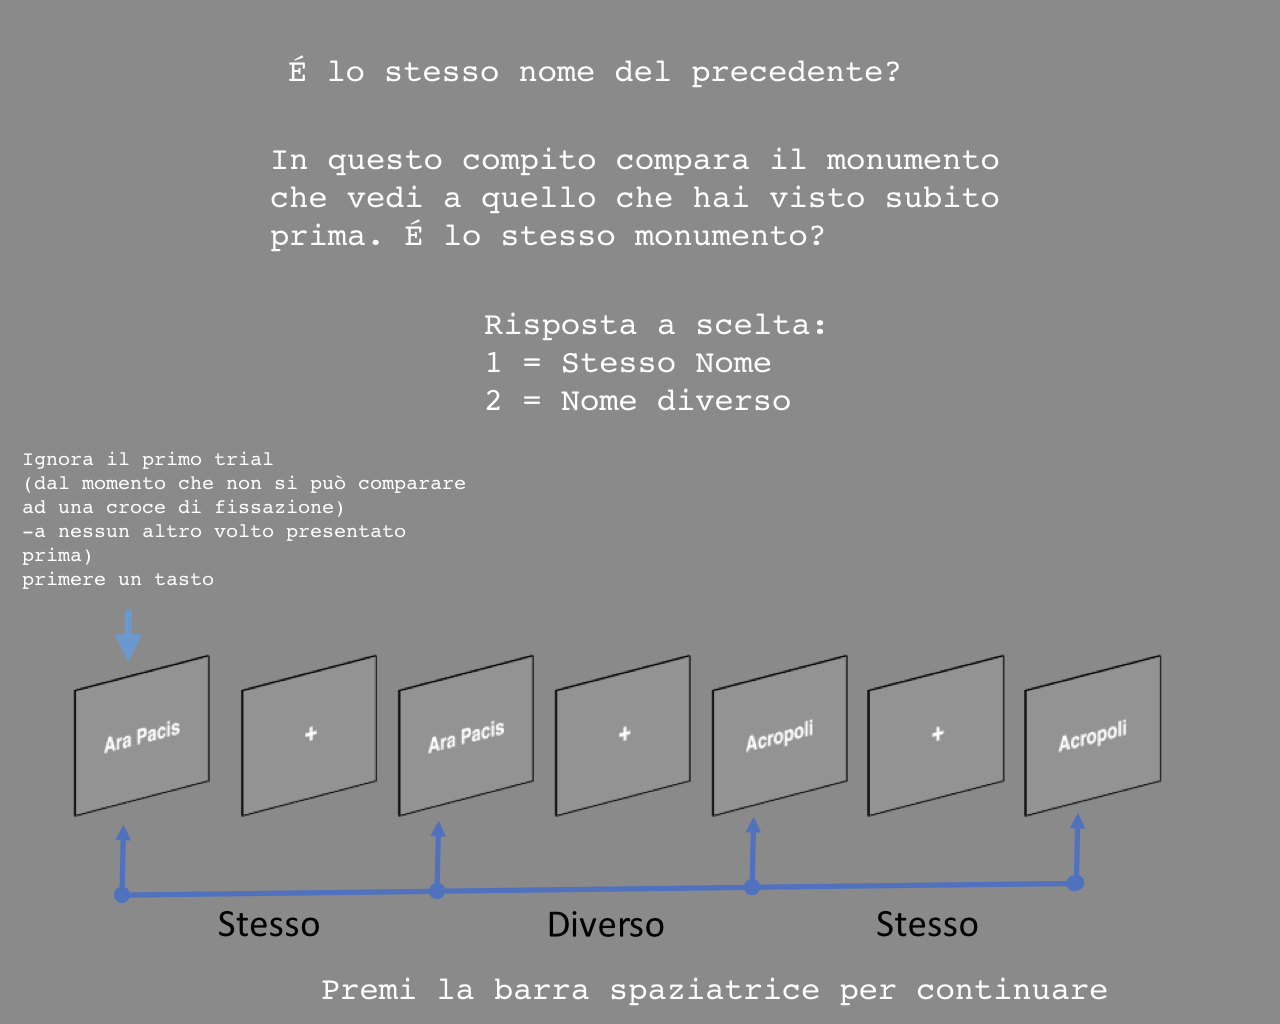 É lo stesso nome del precedente?
In questo compito compara il monumento
che vedi a quello che hai visto subito
prima. É lo stesso monumento?
Risposta a scelta:
1 = Stesso Nome
2 = Nome diverso
Ignora il primo trial
(dal momento che non si può comparare
ad una croce di fissazione)
-a nessun altro volto presentato
prima)
primere un tasto
Ara Pacis
+
Ara Pacis
+
Acropoli
+
Acropoli
Stesso
Diverso
Stesso
Premi la barra spaziatrice per continuare